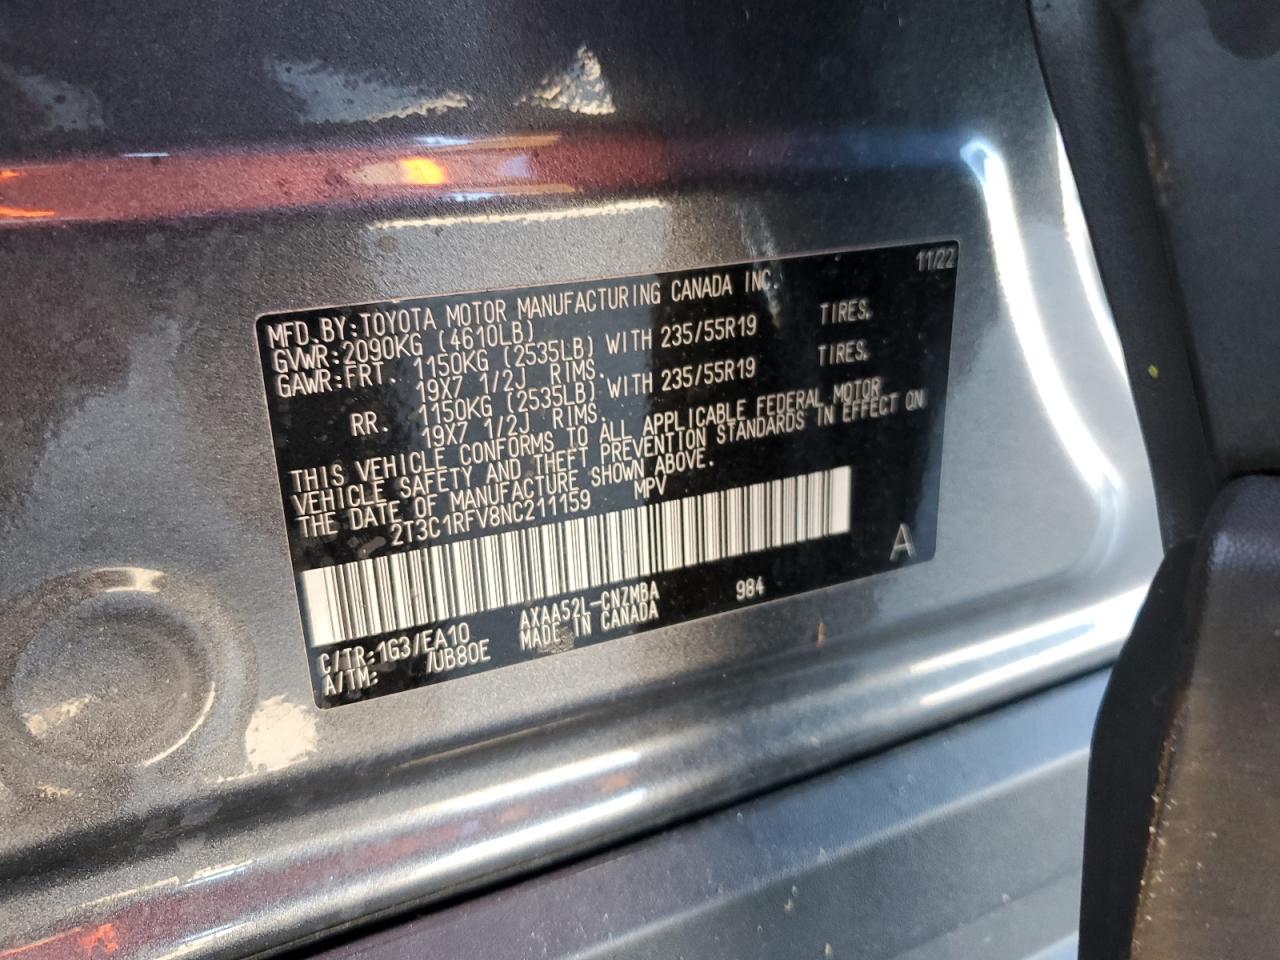 11/22
MFD.BY:TOYOTA MOTOR MANUFACTURING CANADA INC.
GVWR:2090KG (4610LB)
GAWR:FRT. 1150KG (2535LB) WITH 235/55R19 TIRES,
19X7 1/2J RIMS.
RR. 1150KG (2535LB) WITH 235/55R19 TIRES,
19X7 1/2J RIMS.
THIS VEHICLE CONFORMS TO ALL APPLICABLE FEDERAL MOTOR
VEHICLE SAFETY AND THEFT PREVENTION STANDARDS IN EFFECT ON
THE DATE OF MANUFACTURE SHOWN ABOVE.
2T3C1RFV8NC211159 MPV
A
C/TR:1G3/EA10 AXAA52L-CNZMBA 984
A/TM: /UB80E MADE IN CANADA